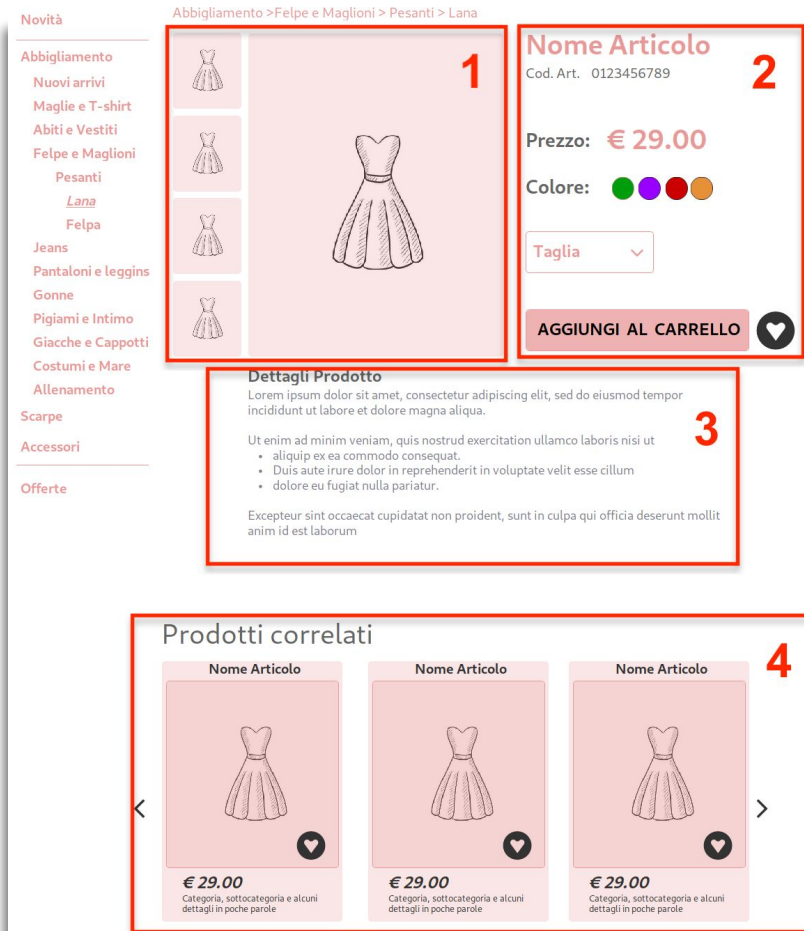 Novità
Abbigliamento
Nuovi arrivi
Maglie e T-shirt
Abiti e Vestiti
Felpe e Maglioni
Pesanti
Lana
Felpa
Jeans
Pantaloni e leggins
Gonne
Pigiami e Intimo
Giacche e Cappotti
Costumi e Mare
Allenamento
Scarpe
Accessori
Offerte
Abbigliamento >Felpe e Maglioni > Pesanti > Lana
1
Nome Articolo
Cod. Art. 0123456789
2
Prezzo: € 29.00
Colore:
Taglia
AGGIUNGI AL CARRELLO
Dettagli Prodotto
Lorem ipsum dolor sit amet, consectetur adipiscing elit, sed do eiusmod tempor
incididunt ut labore et dolore magna aliqua.
3
Ut enim ad minim veniam, quis nostrud exercitation ullamco laboris nisi ut
• aliquip ex ea commodo consequat.
• Duis aute irure dolor in reprehenderit in voluptate velit esse cillum
• dolore eu fugiat nulla pariatur.
Excepteur sint occaecat cupidatat non proident, sunt in culpa qui officia deserunt mollit
anim id est laborum
Prodotti correlati
4
Nome Articolo
€ 29.00
Categoria, sottocategoria e alcuni
dettagli in poche parole
Nome Articolo
€ 29.00
Categoria, sottocategoria e alcuni
dettagli in poche parole
Nome Articolo
€ 29.00
Categoria, sottocategoria e alcuni
dettagli in poche parole